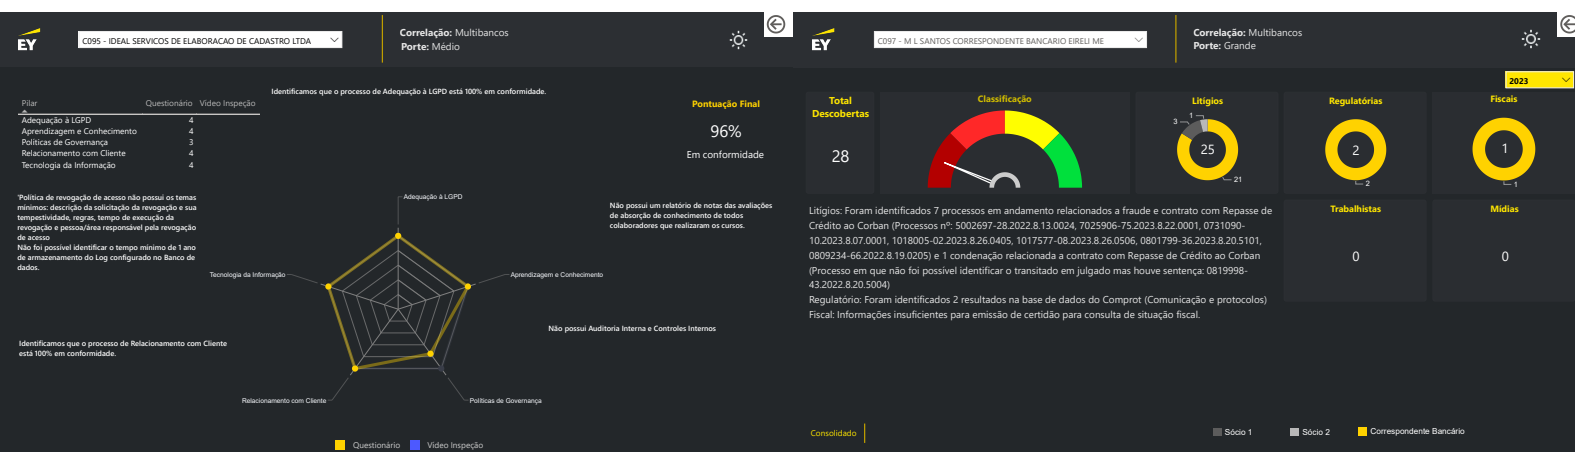 EY
C095 - IDEAL SERVICOS DE ELABORACAO DE CADASTRO LTDA
Correlação: Multibancos
Porte: Médio
Identificamos que o processo de Adequação à LGPD está 100% em conformidade.
Pilar Questionário Vídeo Inspeção
Adequação à LGPD 4
Aprendizagem e Conhecimento 4
Políticas de Governança 3
Relacionamento com Cliente 4
Tecnologia da Informação 4
Pontuação Final
96%
Em conformidade
'Política de revogação de acesso não possui os temas
mínimos: descrição da solicitação da revogação e sua
tempestividade, regras, tempo de execução da
revogação e pessoa/área responsável pela revogação
de acesso
Não foi possível identificar o tempo mínimo de 1 ano
de armazenamento do Log configurado no Banco de
dados.
Adequação à LGPD
Não possui um relatório de notas das avaliações
de absorção de conhecimento de todos
colaboradores que realizaram os cursos.
Tecnologia da Informação
Aprendizagem e Conhecimento
Não possui Auditoria Interna e Controles Internos
Identificamos que o processo de Relacionamento com Cliente
está 100% em conformidade.
Relacionamento com Cliente
Políticas de Governança
Questionário Vídeo Inspeção
EY
C097 - M L SANTOS CORRESPONDENTE BANCARIO EIRELI ME
Correlação: Multibancos
Porte: Grande
2023
Total
Descobertas
28
Classificação
Litígios
3
1
25
21
Regulatórias
2
2
Fiscais
1
1
Litígios: Foram identificados 7 processos em andamento relacionados a fraude e contrato com Repasse de
Crédito ao Corban (Processos nº: 5002697-28.2022.8.13.0024, 7025906-75.2023.8.22.0001, 0731090-
10.2023.8.07.0001, 1018005-02.2023.8.26.0405, 1017577-08.2023.8.26.0506, 0801799-36.2023.8.20.5101,
0809234-66.2022.8.19.0205) e 1 condenação relacionada a contrato com Repasse de Crédito ao Corban
(Processo em que não foi possível identificar o transitado em julgado mas houve sentença: 0819998-
43.2022.8.20.5004)
Regulatório: Foram identificados 2 resultados na base de dados do Comprot (Comunicação e protocolos)
Fiscal: Informações insuficientes para emissão de certidão para consulta de situação fiscal.
Trabalhistas
0
Mídias
0
Consolidado
Sócio 1 Sócio 2 Correspondente Bancário